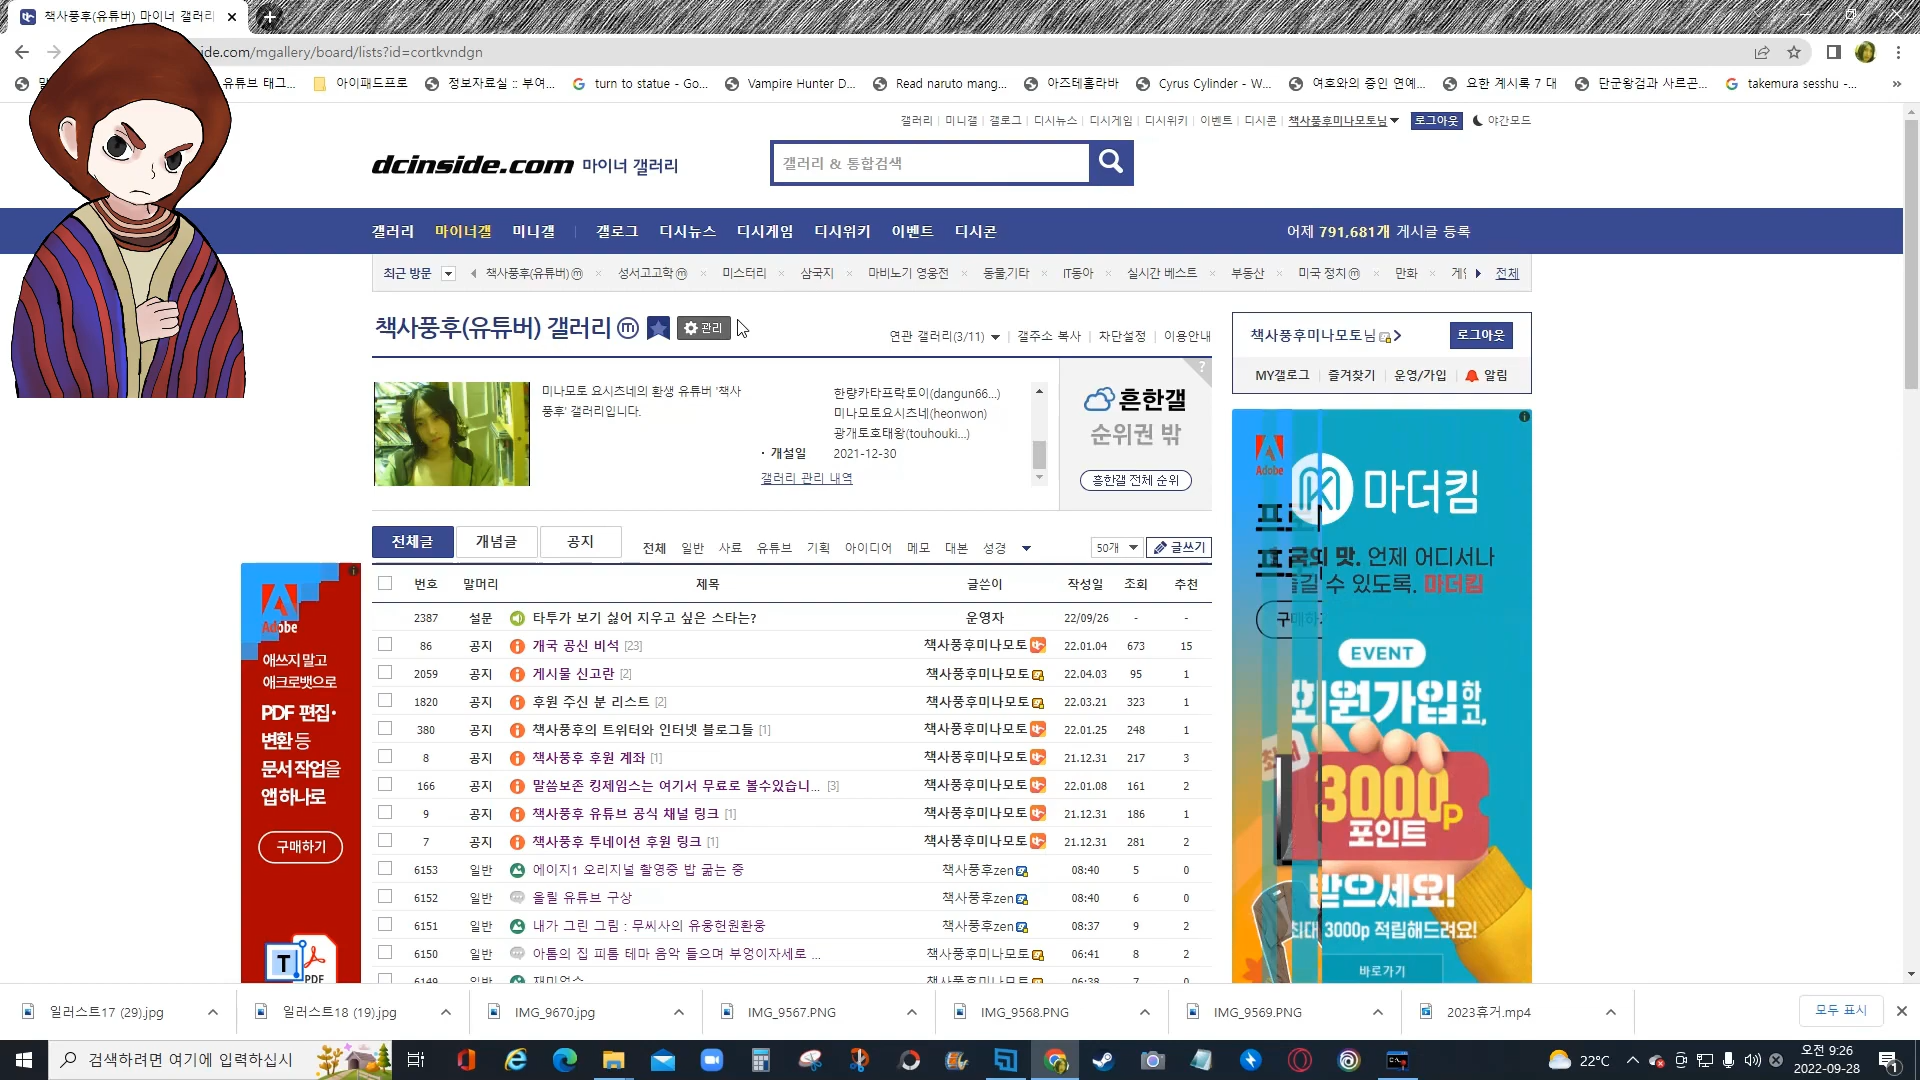 책사풍후(유튜버) 마이너 갤러리
ide.com/mgallery/board/lists?id=cortkvndgn
유튜브 태그...
아이패드프로
정보자료실 :: 부여...
turn to statue - Go...
Vampire Hunter D...
Read naruto mang...
아즈테홀라바
Cyrus Cylinder - W...
여호와의 증인 연예...
요한 계시록 7 대
단군왕검과 사르곤...
takemura sesshu -...
갤러리 | 미니갤 | 갤로그 | 디시뉴스 | 디시게임 | 디시위키 | 이벤트 | 디시콘 | 책사풍후미나모토님
로그아웃
야간모드
dcinside.com 마이너 갤러리
갤러리 & 통합검색
갤러리 마이너갤 미니갤 | 갤로그 디시뉴스 디시게임 디시위키 이벤트 디시콘
어제 791,681개 게시글 등록
최근 방문
책사풍후(유튜버)ⓜ × 성서고고학ⓜ × 미스터리 × 삼국지 × 마비노기 영웅전 × 동물,기타 × IT동아 × 실시간 베스트 × 부동산 × 미국 정치ⓜ × 만화 ×
전체
책사풍후(유튜버) 갤러리 ⓜ
관리
연관 갤러리(3/11) | 갤주소 복사 | 차단설정 | 이용안내
책사풍후미나모토님
로그아웃
MY갤로그 | 즐겨찾기 | 운영/가입 | 알림
미나모토 요시츠네의 환생 유튜버 '책사
풍후' 갤러리입니다.
한량카타프락토이(dangun66...)
미나모토요시츠네(heonwon)
광개토호태왕(touhouki...)
· 개설일 2021-12-30
갤러리 관리 내역
?
흔한갤
순위권 밖
흥한갤 전체 순위
전체글
개념글
공지
전체 일반 사료 유튜브 기획 아이디어 메모 대본 성경
50개
글쓰기
번호 말머리 제목 글쓴이 작성일 조회 추천
2387 설문 타투가 보기 싫어 지우고 싶은 스타는? 운영자 22/09/26 - -
86 공지 개국 공신 비석 [23] 책사풍후미나모토 22.01.04 673 15
2059 공지 게시물 신고란 [2] 책사풍후미나모토 22.04.03 95 1
1820 공지 후원 주신 분 리스트 [2] 책사풍후미나모토 22.03.21 323 1
380 공지 책사풍후의 트위터와 인터넷 블로그들 [1] 책사풍후미나모토 22.01.25 248 1
8 공지 책사풍후 후원 계좌 [1] 책사풍후미나모토 21.12.31 217 3
166 공지 말씀보존 킹제임스는 여기서 무료로 볼수있습니... [3] 책사풍후미나모토 22.01.08 161 2
9 공지 책사풍후 유튜브 공식 채널 링크 [1] 책사풍후미나모토 21.12.31 186 1
7 공지 책사풍후 투네이션 후원 링크 [1] 책사풍후미나모토 21.12.31 281 2
6153 일반 에이지1 오리지널 촬영중 밥 굶는 중 책사풍후zen 08:40 5 0
6152 일반 올릴 유튜브 구상 책사풍후zen 08:40 6 0
6151 일반 내가 그린 그림 : 무씨사의 유웅헌원환웅 책사풍후zen 08:37 9 2
6150 일반 아톰의 집 피톰 테마 음악 들으며 부엉이자세로 ... 책사풍후미나모토 06:41 8 2
Adobe
애쓰지 말고
애크로뱃으로
PDF 편집·
변환 등
문서 작업을
앱 하나로
구매하기
T
PDF
Adobe
마더킴
맛. 언제 어디서나
즐길 수 있도록. 마더킴
EVENT
회원가입하고,
최대
3000p
포인트
받으세요!
최대 3000p 적립해드려요!
바로가기
일러스트17 (29).jpg
일러스트18 (19).jpg
IMG_9670.jpg
IMG_9567.PNG
IMG_9568.PNG
IMG_9569.PNG
2023휴거.mp4
모두 표시
검색하려면 여기에 입력하십시
22°C
오전 9:26
2022-09-28
1